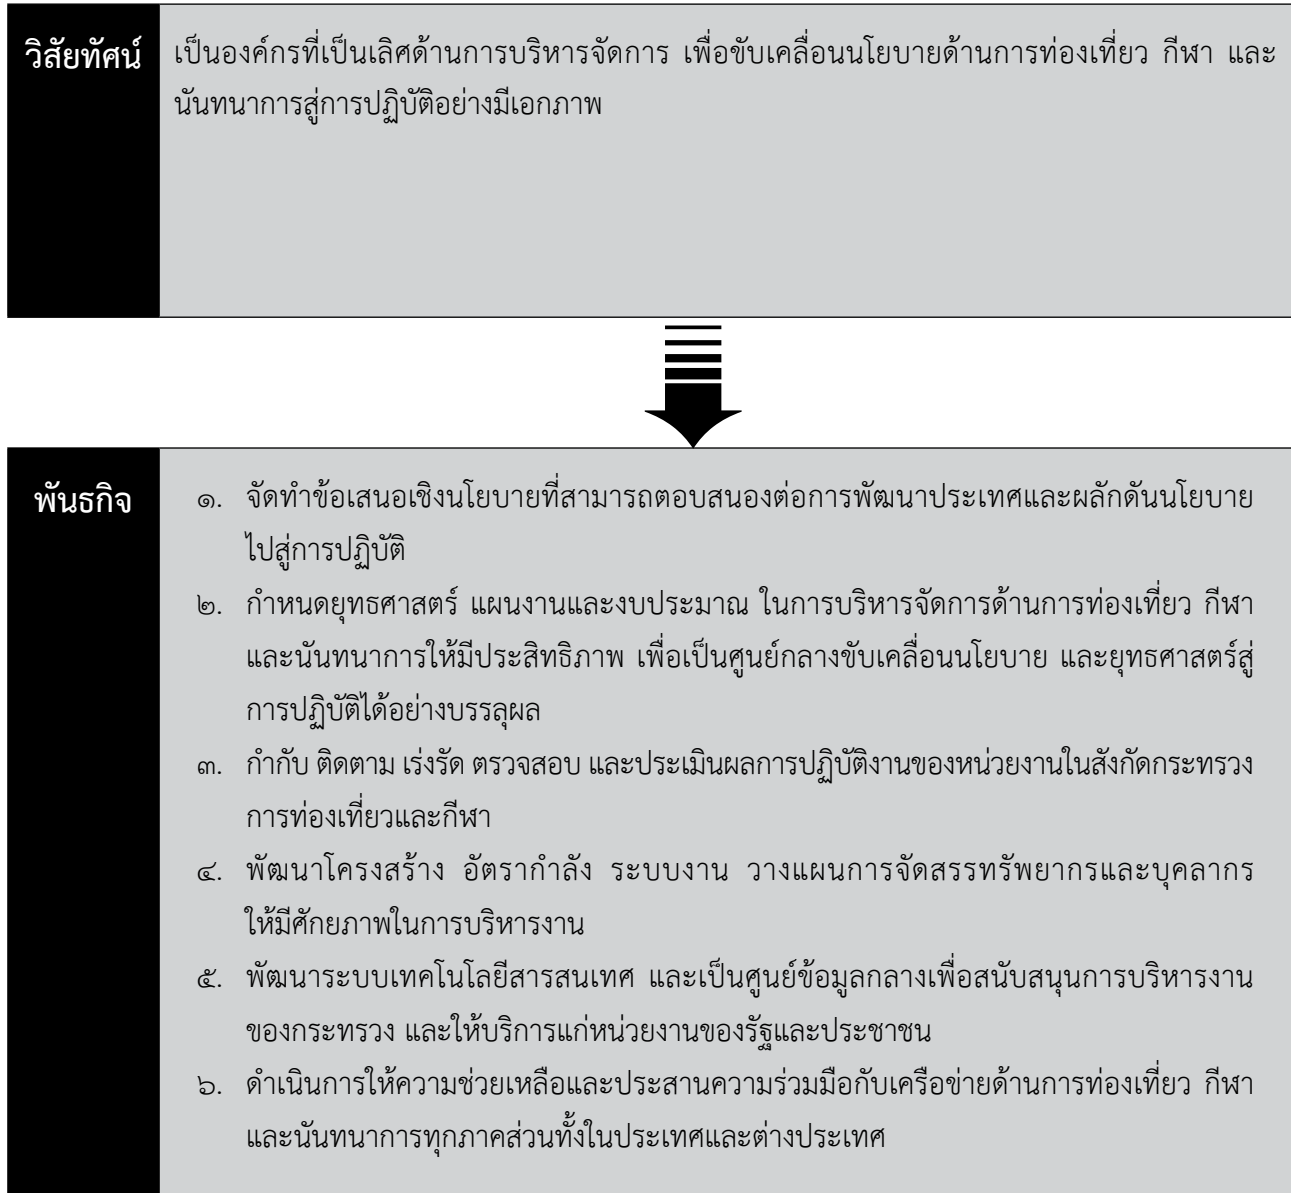 วิสัยทัศน์
เป็นองค์กรที่เป็นเลิศด้านการบริหารจัดการ เพื่อขับเคลื่อนนโยบายด้านการท่องเที่ยว กีฬา และ
นันทนาการสู่การปฏิบัติอย่างมีเอกภาพ
พันธกิจ
๑. จัดทำข้อเสนอเชิงนโยบายที่สามารถตอบสนองต่อการพัฒนาประเทศและผลักดันนโยบาย
ไปสู่การปฏิบัติ
๒. กำหนดยุทธศาสตร์ แผนงานและงบประมาณ ในการบริหารจัดการด้านการท่องเที่ยว กีฬา
และนันทนาการให้มีประสิทธิภาพ เพื่อเป็นศูนย์กลางขับเคลื่อนนโยบาย และยุทธศาสตร์สู่
การปฏิบัติได้อย่างบรรลุผล
๓. กำกับ ติดตาม เร่งรัด ตรวจสอบ และประเมินผลการปฏิบัติงานของหน่วยงานในสังกัดกระทรวง
การท่องเที่ยวและกีฬา
๔. พัฒนาโครงสร้าง อัตรากำลัง ระบบงาน วางแผนการจัดสรรทรัพยากรและบุคลากร
ให้มีศักยภาพในการบริหารงาน
๕. พัฒนาระบบเทคโนโลยีสารสนเทศ และเป็นศูนย์ข้อมูลกลางเพื่อสนับสนุนการบริหารงาน
ของกระทรวง และให้บริการแก่หน่วยงานของรัฐและประชาชน
๖. ดำเนินการให้ความช่วยเหลือและประสานความร่วมมือกับเครือข่ายด้านการท่องเที่ยว กีฬา
และนันทนาการทุกภาคส่วนทั้งในประเทศและต่างประเทศ